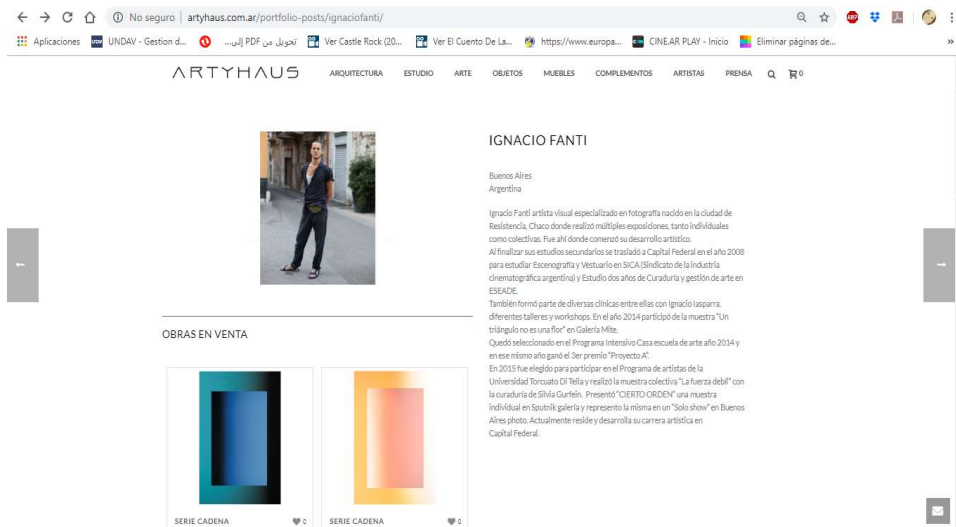 No seguro | artyhaus.com.ar/portfolio-posts/ignaciofanti/
Aplicaciones UNDAV - Gestion d... تحويل من PDF إلى... Ver Castle Rock (20... Ver El Cuento De La... https://www.europa... CINE.AR PLAY - Inicio Eliminar páginas de... »
ARTYHAUS ARQUITECTURA ESTUDIO ARTE OBJETOS MUEBLES COMPLEMENTOS ARTISTAS PRENSA 0
IGNACIO FANTI
Buenos Aires
Argentina
Ignacio Fanti artista visual especializado en fotografía nacido en la ciudad de
Resistencia, Chaco donde realizó múltiples exposiciones, tanto individuales
como colectivas. Fue ahí donde comenzó su desarrollo artístico.
Al finalizar sus estudios secundarios se trasladó a Capital Federal en el año 2008
para estudiar Escenografía y Vestuario en SICA (Sindicato de la industria
cinematográfica argentina) y Estudio dos años de Curaduría y gestión de arte en
ESEADE.
También formó parte de diversas clínicas entre ellas con Ignacio Iasparra.
diferentes talleres y workshops. En el año 2014 participó de la muestra "Un
triángulo no es una flor" en Galería Mite.
Quedó seleccionado en el Programa Intensivo Casa escuela de arte año 2014 y
en ese mismo año ganó el 3er premio "Proyecto A".
En 2015 fue elegido para participar en el Programa de artistas de la
Universidad Torcuato Di Tella y realizó la muestra colectiva "La fuerza debil" con
la curaduría de Silvia Gurfein. Presentó "CIERTO ORDEN" una muestra
individual en Sputnik galería y represento la misma en un "Solo show" en Buenos
Aires photo. Actualmente reside y desarrolla su carrera artística en
Capital Federal.
OBRAS EN VENTA
SERIE CADENA 0
SERIE CADENA 0